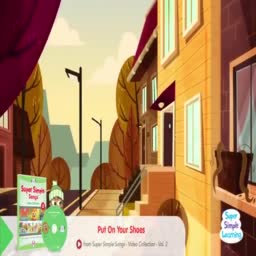 Super Simple
Songs
Put On Your Shoes
from Super Simple Songs - Video Collection - Vol. 2
Super
Simple
Learning